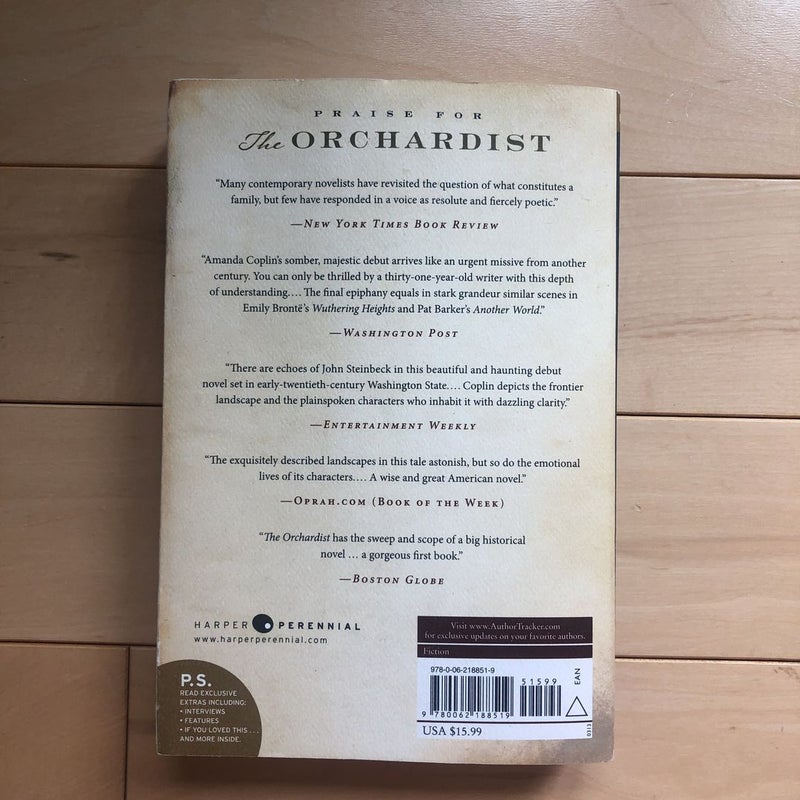 PRAISE FOR
The ORCHARDIST
“Many contemporary novelists have revisited the question of what constitutes a
family, but few have responded in a voice as resolute and fiercely poetic.”
—NEW YORK TIMES BOOK REVIEW
“Amanda Coplin’s somber, majestic debut arrives like an urgent missive from another
century. You can only be thrilled by a thirty-one-year-old writer with this depth
of understanding.... The final epiphany equals in stark grandeur similar scenes in
Emily Brontë’s Wuthering Heights and Pat Barker’s Another World.”
—WASHINGTON POST
“There are echoes of John Steinbeck in this beautiful and haunting debut
novel set in early-twentieth-century Washington State.... Coplin depicts the frontier
landscape and the plainspoken characters who inhabit it with dazzling clarity.”
—ENTERTAINMENT WEEKLY
“The exquisitely described landscapes in this tale astonish, but so do the emotional
lives of its characters.... A wise and great American novel.”
—OPRAH.COM (BOOK OF THE WEEK)
“The Orchardist has the sweep and scope of a big historical
novel ... a gorgeous first book.”
—BOSTON GLOBE
HARPER PERENNIAL
www.harperperennial.com
P.S.
READ EXCLUSIVE
EXTRAS INCLUDING:
• INTERVIEWS
• FEATURES
• IF YOU LOVED THIS...
AND MORE INSIDE.
Visit www.AuthorTracker.com
for exclusive updates on your favorite authors.
Fiction
978-0-06-218851-9
51599
EAN
9 780062 188519
0313
USA $15.99